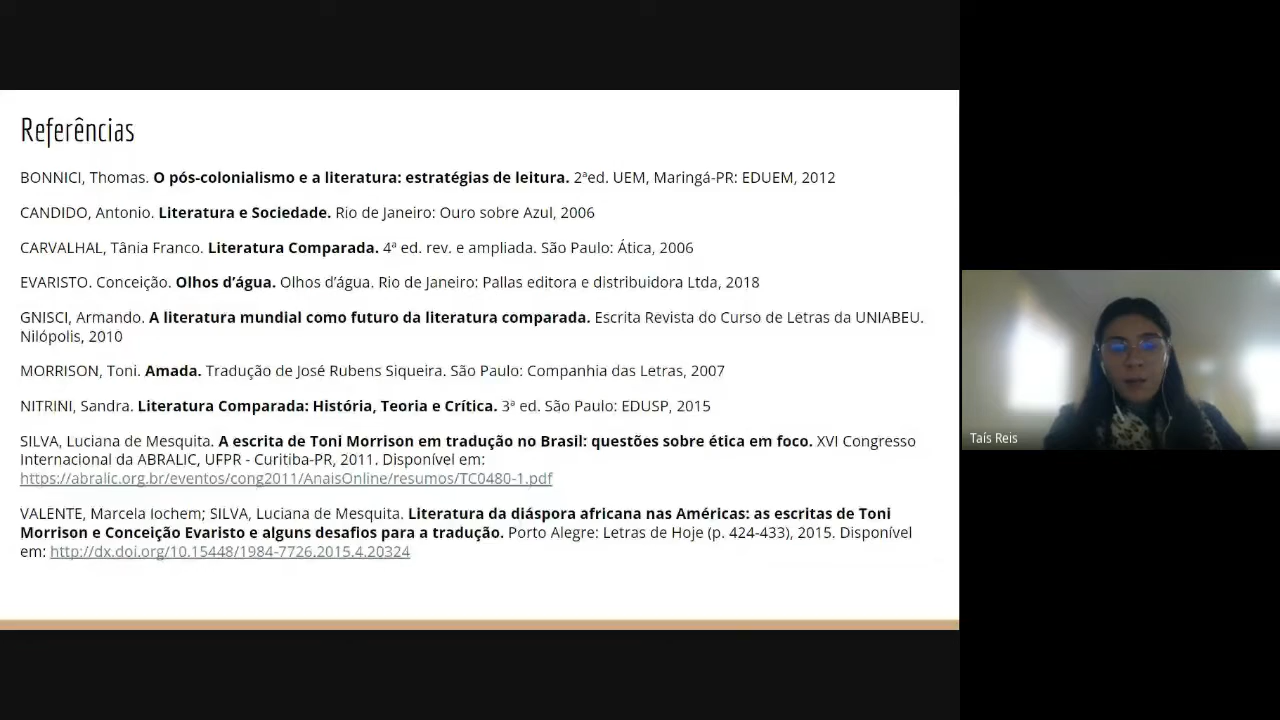 Referências
BONNICI, Thomas. O pós-colonialismo e a literatura: estratégias de leitura. 2ªed. UEM, Maringá-PR: EDUEM, 2012
CANDIDO, Antonio. Literatura e Sociedade. Rio de Janeiro: Ouro sobre Azul, 2006
CARVALHAL, Tânia Franco. Literatura Comparada. 4ª ed. rev. e ampliada. São Paulo: Ática, 2006
EVARISTO. Conceição. Olhos d’água. Olhos d’água. Rio de Janeiro: Pallas editora e distribuidora Ltda, 2018
GNISCI, Armando. A literatura mundial como futuro da literatura comparada. Escrita Revista do Curso de Letras da UNIABEU.
Nilópolis, 2010
MORRISON, Toni. Amada. Tradução de José Rubens Siqueira. São Paulo: Companhia das Letras, 2007
NITRINI, Sandra. Literatura Comparada: História, Teoria e Crítica. 3ª ed. São Paulo: EDUSP, 2015
SILVA, Luciana de Mesquita. A escrita de Toni Morrison em tradução no Brasil: questões sobre ética em foco. XVI Congresso
Internacional da ABRALIC, UFPR - Curitiba-PR, 2011. Disponível em:
https://abralic.org.br/eventos/cong2011/AnaisOnline/resumos/TC0480-1.pdf
VALENTE, Marcela Iochem; SILVA, Luciana de Mesquita. Literatura da diáspora africana nas Américas: as escritas de Toni
Morrison e Conceição Evaristo e alguns desafios para a tradução. Porto Alegre: Letras de Hoje (p. 424-433), 2015. Disponível
em: http://dx.doi.org/10.15448/1984-7726.2015.4.20324
Taís Reis